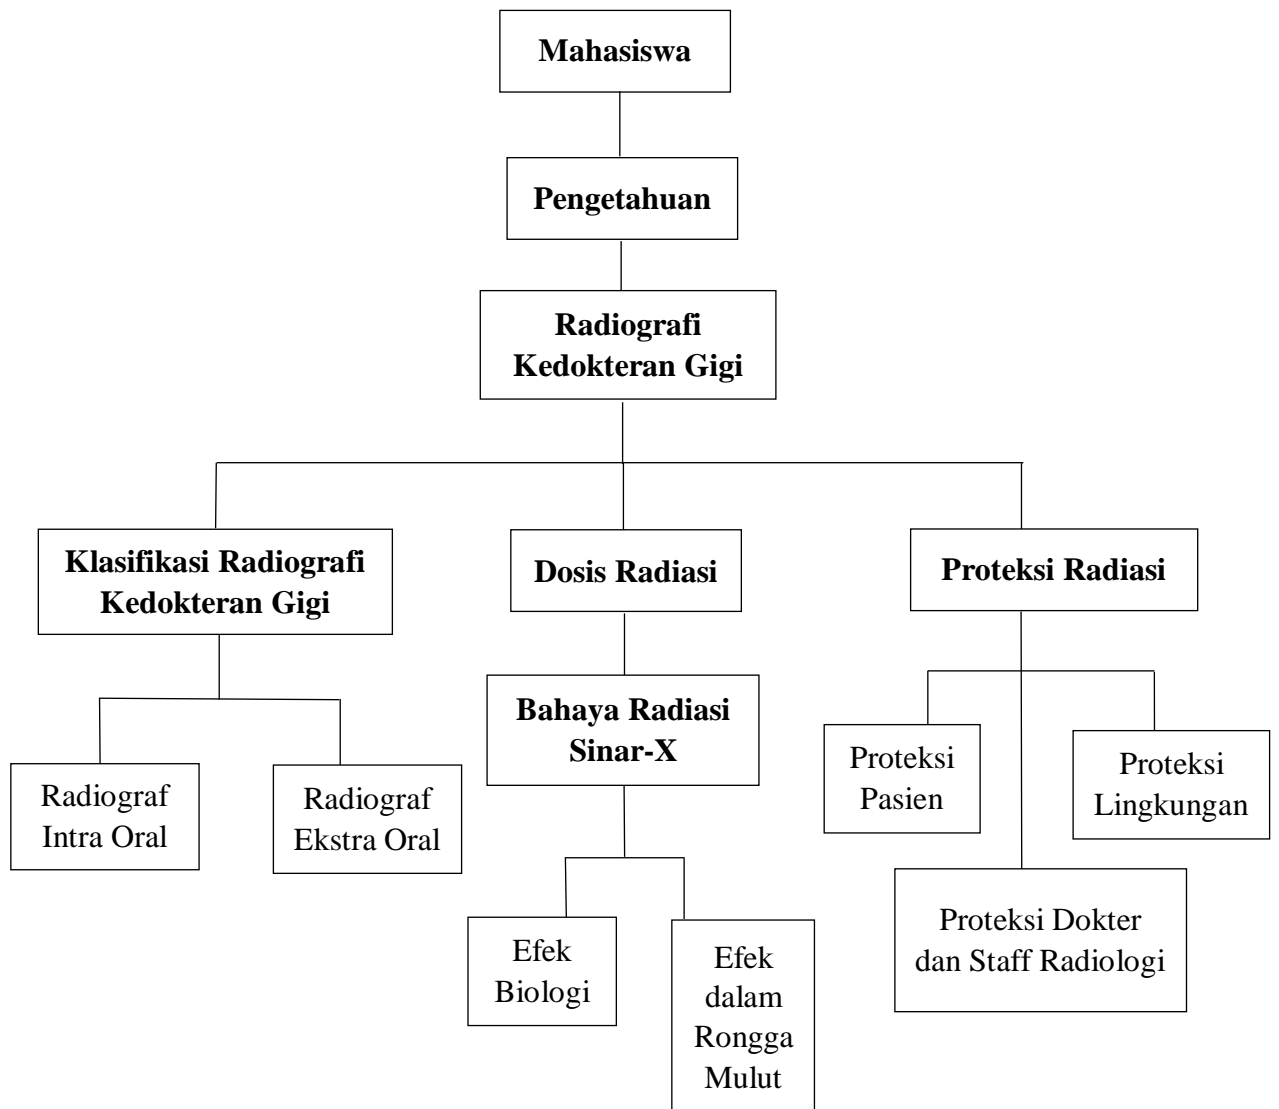 Mahasiswa
Pengetahuan
Radiografi
Kedokteran Gigi
Klasifikasi Radiografi
Kedokteran Gigi
Dosis Radiasi
Proteksi Radiasi
Bahaya Radiasi
Sinar-X
Radiograf
Intra Oral
Radiograf
Ekstra Oral
Proteksi
Pasien
Proteksi
Lingkungan
Proteksi Dokter
dan Staff Radiologi
Efek
Biologi
Efek
dalam
Rongga
Mulut